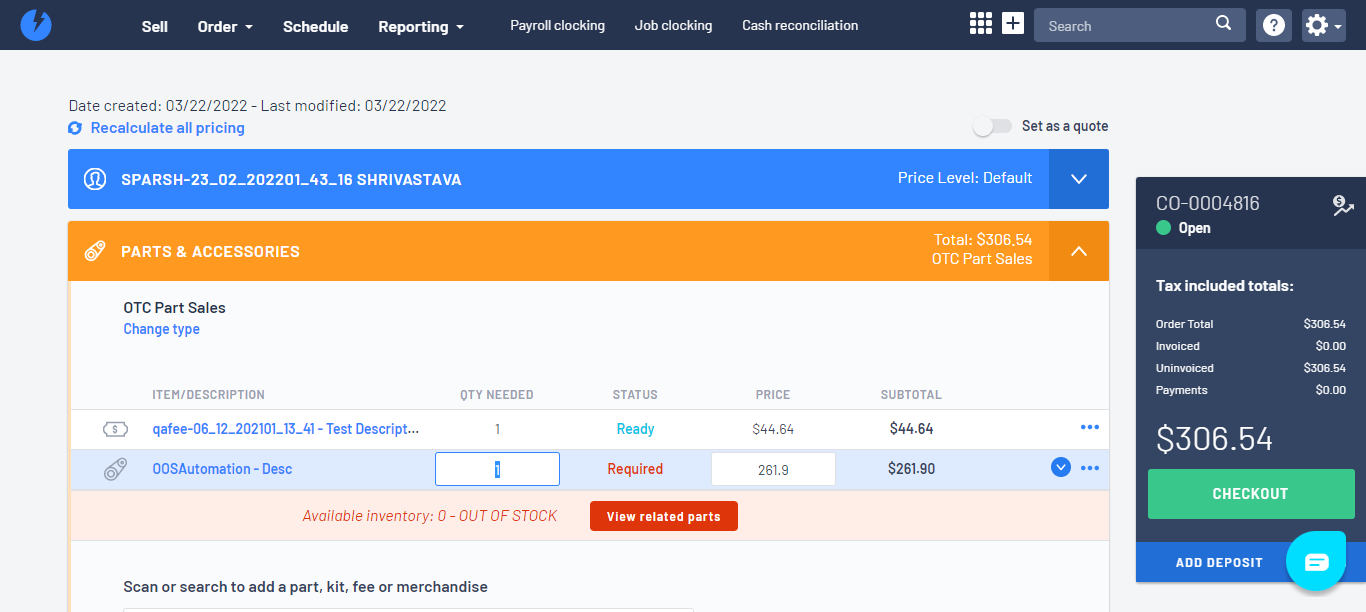 Sell Order Schedule Reporting Payroll clocking Job clocking Cash reconciliation Search
Date created: 03/22/2022 - Last modified: 03/22/2022
Recalculate all pricing
Set as a quote
SPARSH-23_02_202201_43_16 SHRIVASTAVA Price Level: Default
PARTS & ACCESSORIES
Total: $306.54
OTC Part Sales
OTC Part Sales
Change type
ITEM/DESCRIPTION QTY NEEDED STATUS PRICE SUBTOTAL
qafee-06_12_202101_13_41 - Test Descript... 1 Ready $44.64 $44.64
OOSAutomation - Desc 1 Required 261.9 $261.90
Available inventory: 0 - OUT OF STOCK View related parts
Scan or search to add a part, kit, fee or merchandise
CO-0004816
Open
Tax included totals:
Order Total $306.54
Invoiced $0.00
Uninvoiced $306.54
Payments $0.00
$306.54
CHECKOUT
ADD DEPOSIT